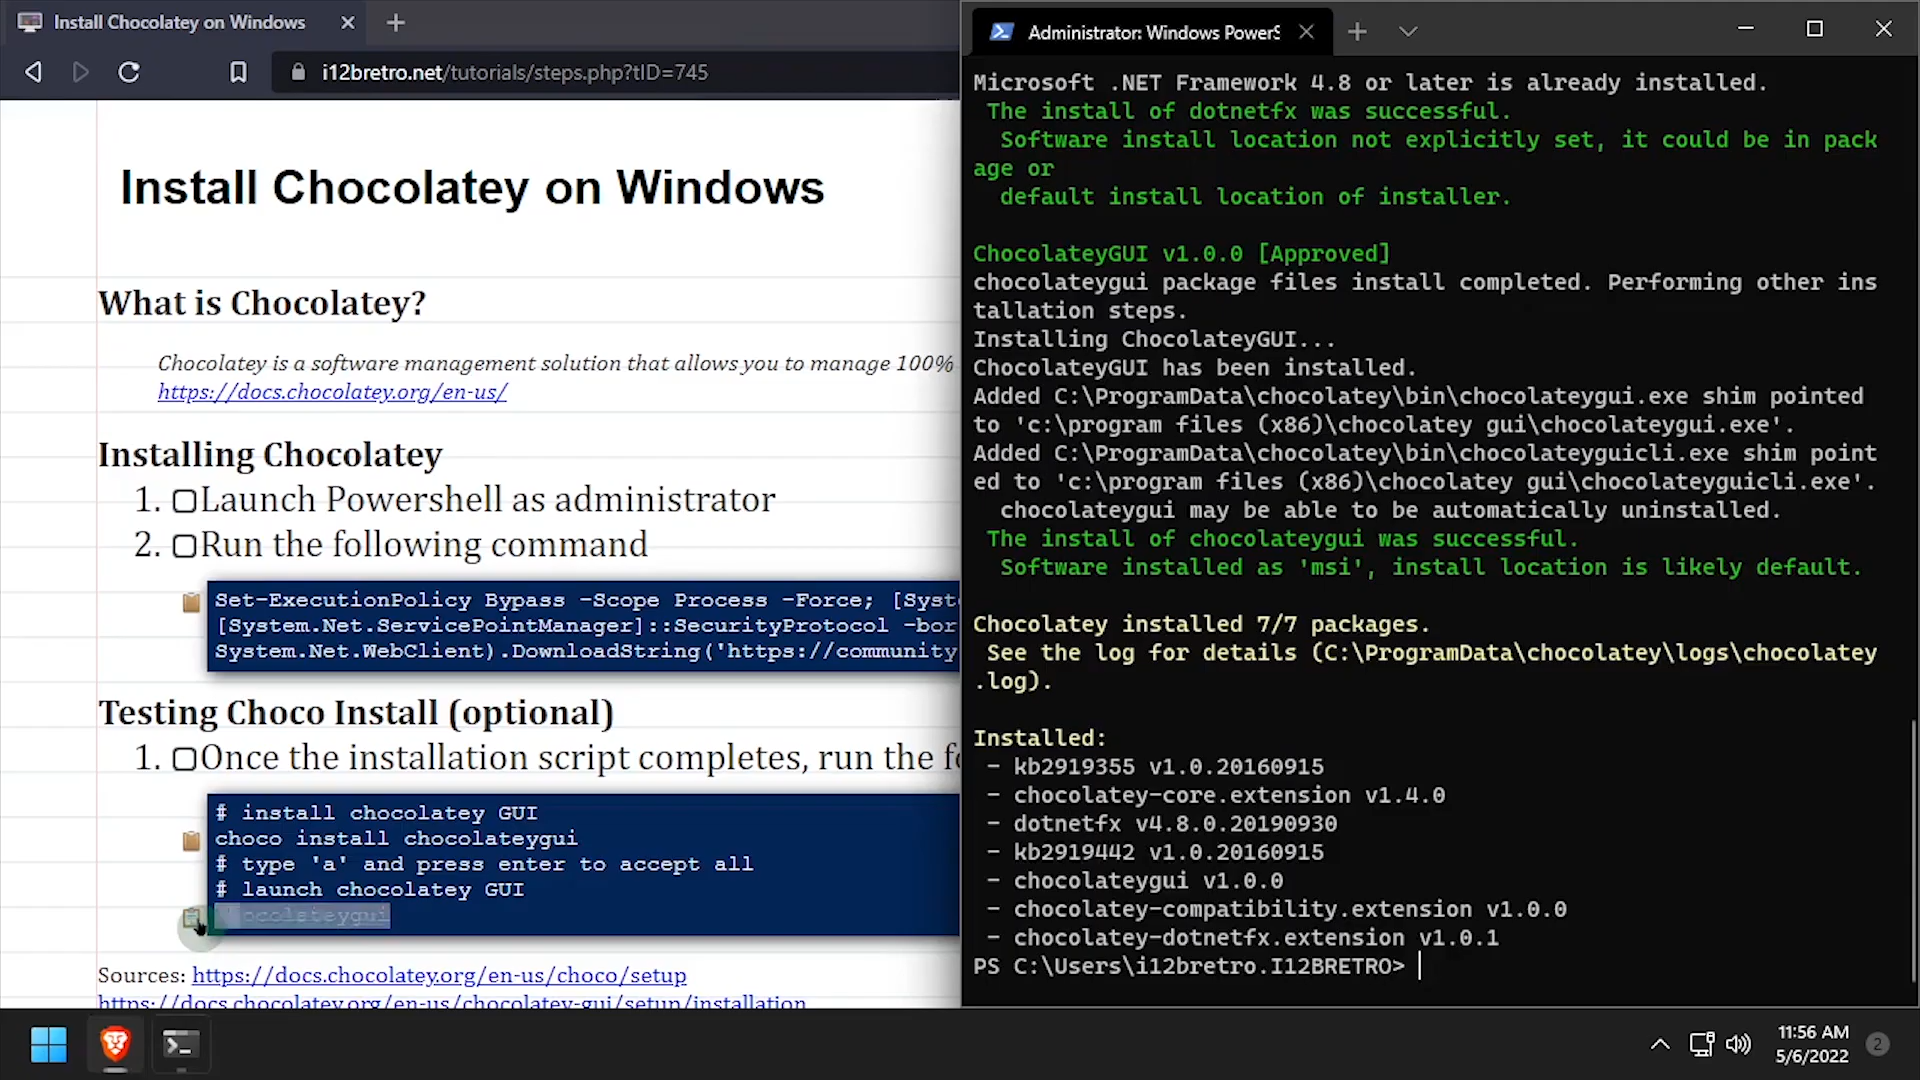 Install Chocolatey on Windows
i12bretro.net/tutorials/steps.php?tID=745
Install Chocolatey on Windows
What is Chocolatey?
Chocolatey is a software management solution that allows you to manage 100%
https://docs.chocolatey.org/en-us/
Installing Chocolatey
1. Launch Powershell as administrator
2. Run the following command
Set-ExecutionPolicy Bypass -Scope Process -Force; [Syst
[System.Net.ServicePointManager]::SecurityProtocol -bor
System.Net.WebClient).DownloadString('https://community
Testing Choco Install (optional)
1. Once the installation script completes, run the f
# install chocolatey GUI
choco install chocolateygui
# type 'a' and press enter to accept all
# launch chocolatey GUI
ocolateygui
Sources: https://docs.chocolatey.org/en-us/choco/setup
https://docs.chocolatey.org/en-us/chocolatey-gui/setup/installation
Administrator: Windows PowerS
Microsoft .NET Framework 4.8 or later is already installed.
The install of dotnetfx was successful.
Software install location not explicitly set, it could be in pack
age or
default install location of installer.
ChocolateyGUI v1.0.0 [Approved]
chocolateygui package files install completed. Performing other ins
tallation steps.
Installing ChocolateyGUI...
ChocolateyGUI has been installed.
Added C:\ProgramData\chocolatey\bin\chocolateygui.exe shim pointed
to 'c:\program files (x86)\chocolatey gui\chocolateygui.exe'.
Added C:\ProgramData\chocolatey\bin\chocolateyguicli.exe shim point
ed to 'c:\program files (x86)\chocolatey gui\chocolateyguicli.exe'.
chocolateygui may be able to be automatically uninstalled.
The install of chocolateygui was successful.
Software installed as 'msi', install location is likely default.
Chocolatey installed 7/7 packages.
See the log for details (C:\ProgramData\chocolatey\logs\chocolatey
.log).
Installed:
- kb2919355 v1.0.20160915
- chocolatey-core.extension v1.4.0
- dotnetfx v4.8.0.20190930
- kb2919442 v1.0.20160915
- chocolateygui v1.0.0
- chocolatey-compatibility.extension v1.0.0
- chocolatey-dotnetfx.extension v1.0.1
PS C:\Users\i12bretro.I12BRETRO>
11:56 AM
5/6/2022
2